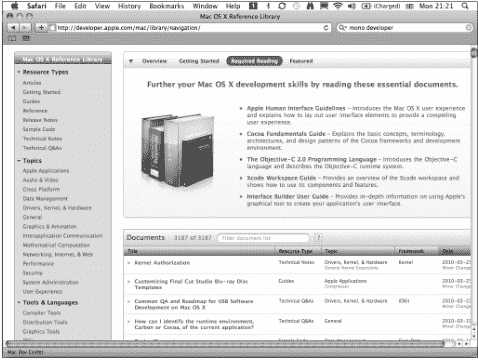 Safari File Edit View History Bookmarks Window Help (Charged) Mon 21:21
Mac OS X Reference Library
http://developer.apple.com/mac/library/navigation/
mono developer
Mac OS X Reference Library
Overview Getting Started Required Reading Featured
Resource Types
Articles
Getting Started
Guides
Reference
Release Notes
Sample Code
Technical Notes
Technical Q&As
Topics
Apple Applications
Audio & Video
Cross Platform
Data Management
Drivers, Kernel, & Hardware
General
Graphics & Animation
Interapplication Communication
Mathematical Computation
Networking, Internet, & Web
Performance
Security
System Administration
User Experience
Tools & Languages
Compiler Tools
Distribution Tools
Graphics Tools
Further your Mac OS X development skills by reading these essential documents.
• Apple Human Interface Guidelines – Introduces the Mac OS X user experience
and explains how to lay out user interface elements to provide a compelling
user experience.
• Cocoa Fundamentals Guide – Explains the basic concepts, terminology,
architectures, and design patterns of the Cocoa frameworks and development
environment.
• The Objective-C 2.0 Programming Language – Introduces the Objective-C
language and describes the Objective-C runtime system.
• Xcode Workspace Guide – Provides an overview of the Xcode workspace and
shows how to use its components and features.
• Interface Builder User Guide – Provides in-depth information on using Apple's
graphical tool to create your application's user interface.
Documents 3187 of 3187 Filter document list ?
Title Resource Type Topic Framework Date
Kernel Authorization Technical Notes Drivers, Kernel, & Hardware Kernel
General Kernel Extensions Minor Change
Customizing Final Cut Studio Blu-ray Disc Guides Apple Applications
Templates Compressor
Common QA and Roadmap for USB Software Technical Q&As Drivers, Kernel, & Hardware IOKit
Development on Mac OS X
How can I identify the runtime environment, Technical Q&As General
Carbon or Cocoa, of the current application?
Mac Dev Center